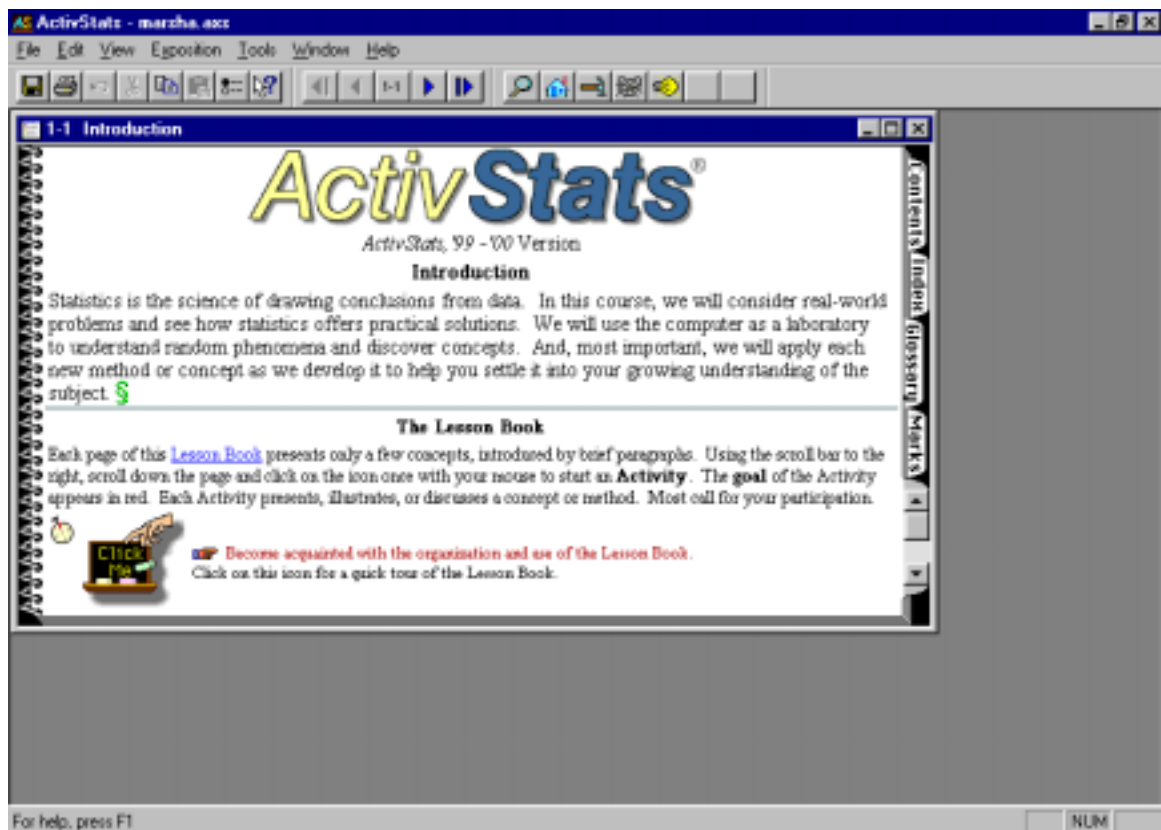 ActivStats - marsha.axs
File Edit View Exposition Tools Window Help
1-1
1-1 Introduction
ActivStats®
ActivStats, '99 - '00 Version
Introduction
Statistics is the science of drawing conclusions from data. In this course, we will consider real-world
problems and see how statistics offers practical solutions. We will use the computer as a laboratory
to understand random phenomena and discover concepts. And, most important, we will apply each
new method or concept as we develop it to help you settle it into your growing understanding of the
subject. §
The Lesson Book
Each page of this Lesson Book presents only a few concepts, introduced by brief paragraphs. Using the scroll bar to the
right, scroll down the page and click on the icon once with your mouse to start an Activity. The goal of the Activity
appears in red. Each Activity presents, illustrates, or discusses a concept or method. Most call for your participation.
Click
Me
Become acquainted with the organization and use of the Lesson Book.
Click on this icon for a quick tour of the Lesson Book.
Contents
Index
Glossary
Marks
For help, press F1
NUM